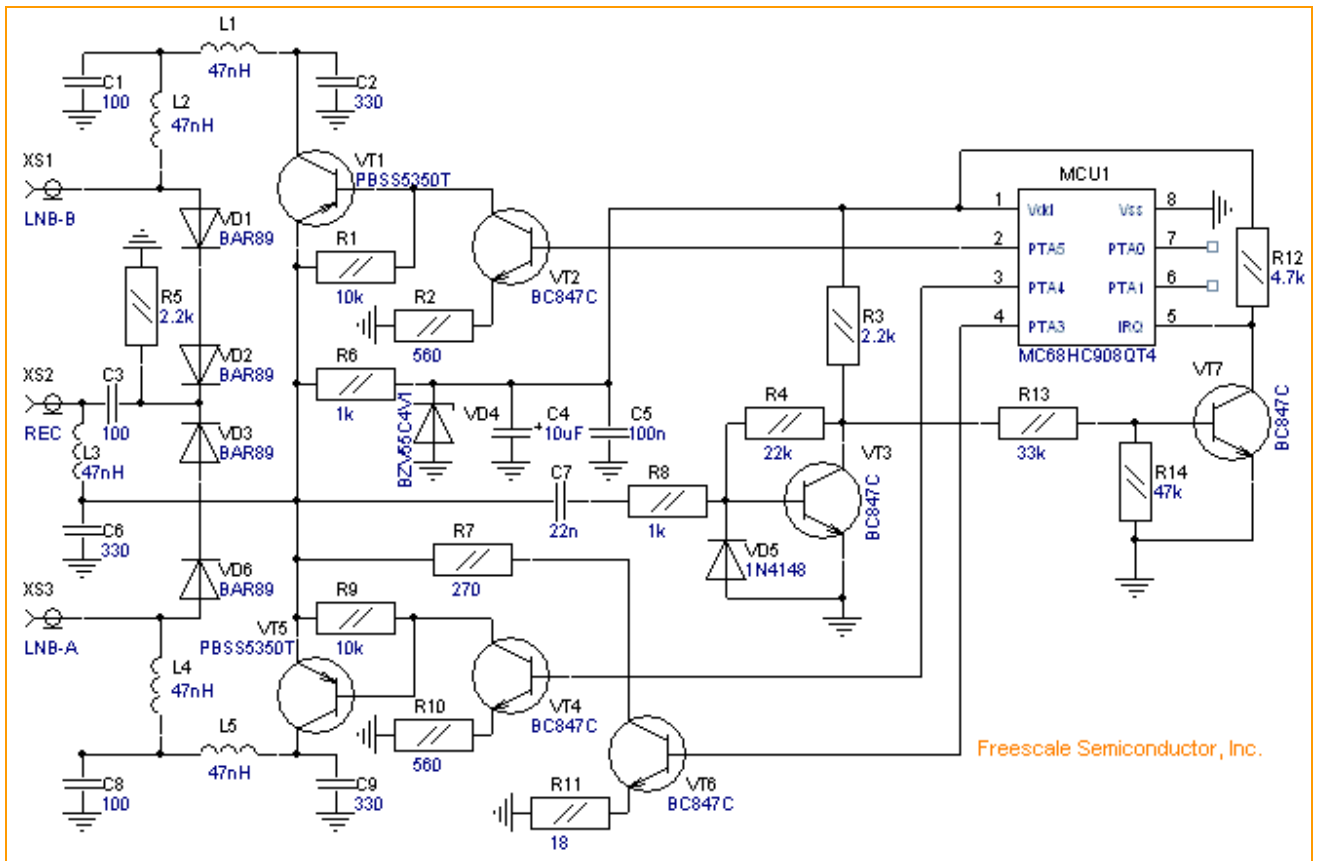 L1
47nH
C1
100
C2
330
L2
47nH
XS1
LNB-B
VT1
PBSS5350T
VD1
BAR89
R1
10k
VT2
BC847C
R2
560
R5
2.2k
R6
1k
VD2
BAR89
XS2
REC
C3
100
VD3
BAR89
L3
47nH
BZV55C4V1
VD4
C4
+
10uF
C5
100n
C6
330
C7
22n
R8
1k
R4
22k
R3
2.2k
VT3
BC847C
VD5
1N4148
MCU1
1 Vdd Vss 8
2 PTA5 PTA0 7
3 PTA4 PTA1 6
4 PTA3 IRQ 5
MC68HC908QT4
R12
4.7k
VT7
BC847C
R13
33k
R14
47k
VD6
BAR89
XS3
LNB-A
R7
270
R9
10k
VT5
PBSS5350T
L4
47nH
VT4
BC847C
R10
560
L5
47nH
C8
100
C9
330
VT6
BC847C
R11
18
Freescale Semiconductor, Inc.